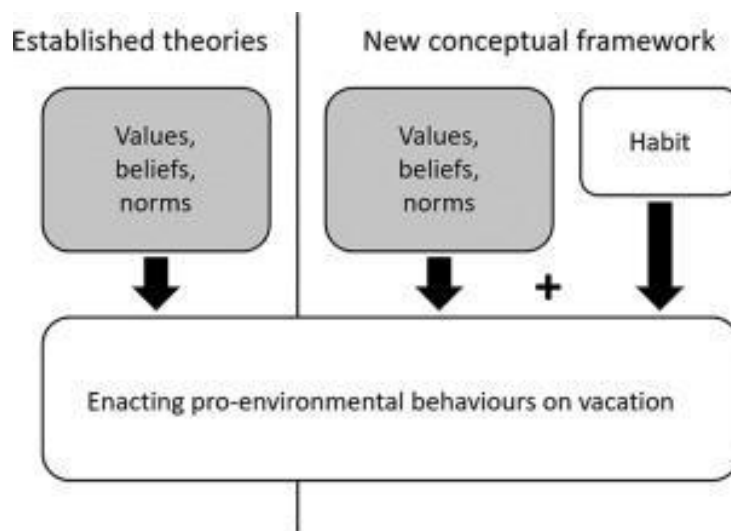 Established theories
New conceptual framework
Values,
beliefs,
norms
Values,
beliefs,
norms
Habit
+
Enacting pro-environmental behaviours on vacation